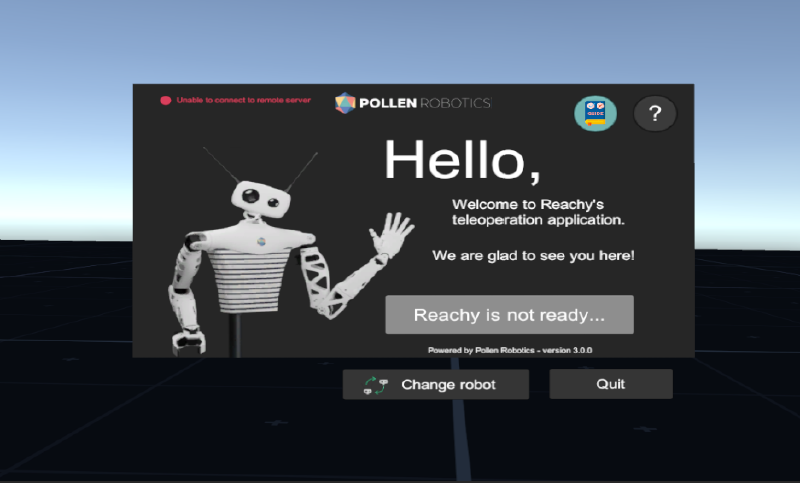 Unable to connect to remote server
POLLEN ROBOTICS
GUIDE
?
Hello,
Welcome to Reachy's
teleoperation application.
We are glad to see you here!
Reachy is not ready...
Powered by Pollen Robotics - version 3.0.0
Change robot
Quit